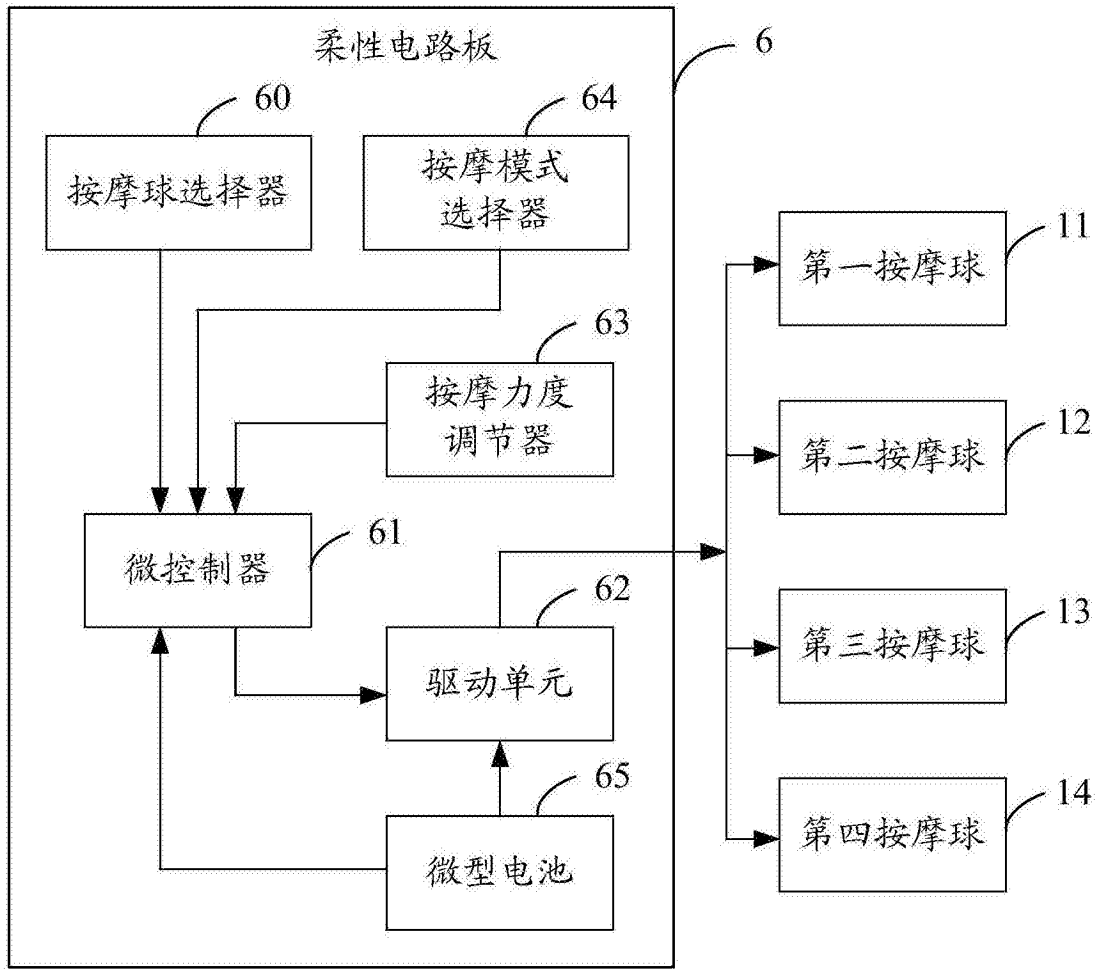 柔性电路板
6
60
64
按摩球选择器
按摩模式
选择器
11
第一按摩球
63
按摩力度
调节器
12
第二按摩球
61
微控制器
62
驱动单元
13
第三按摩球
65
微型电池
14
第四按摩球